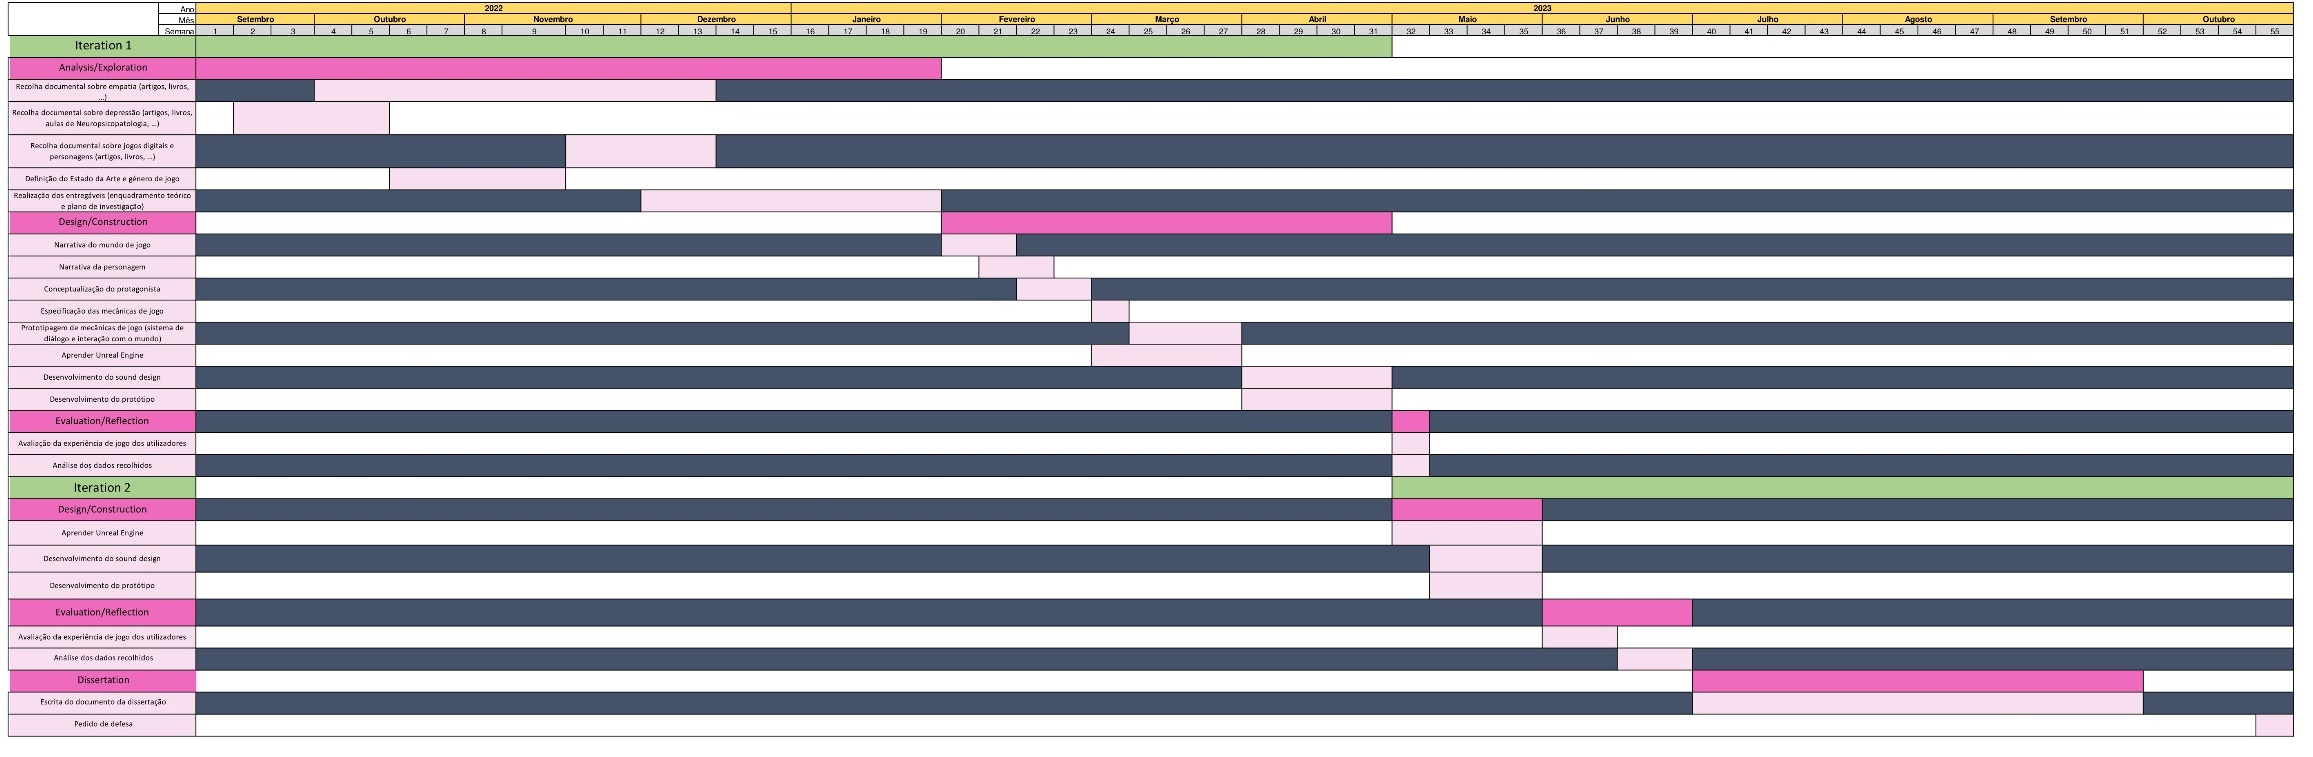 Ano 2022 2023
Mês Setembro Outubro Novembro Dezembro Janeiro Fevereiro Março Abril Maio Junho Julho Agosto Setembro Outubro
Semana 1 2 3 4 5 6 7 8 9 10 11 12 13 14 15 16 17 18 19 20 21 22 23 24 25 26 27 28 29 30 31 32 33 34 35 36 37 38 39 40 41 42 43 44 45 46 47 48 49 50 51 52 53 54 55
Iteration 1
Analysis/Exploration
Recolha documental sobre empatia (artigos, livros,
...)
Recolha documental sobre depressão (artigos, livros,
aulas de Neuropsicopatologia, ...)
Recolha documental sobre jogos digitais e
personagens (artigos, livros, ...)
Definição do Estado da Arte e género de jogo
Realização dos entregáveis (enquadramento teórico
e plano de investigação)
Design/Construction
Narrativa do mundo de jogo
Narrativa da personagem
Conceptualização do protagonista
Especificação das mecânicas de jogo
Prototipagem de mecânicas de jogo (sistema de
diálogo e interação com o mundo)
Aprender Unreal Engine
Desenvolvimento do sound design
Desenvolvimento do protótipo
Evaluation/Reflection
Avaliação da experiência de jogo dos utilizadores
Análise dos dados recolhidos
Iteration 2
Design/Construction
Aprender Unreal Engine
Desenvolvimento do sound design
Desenvolvimento do protótipo
Evaluation/Reflection
Avaliação da experiência de jogo dos utilizadores
Análise dos dados recolhidos
Dissertation
Escrita do documento da dissertação
Pedido de defesa